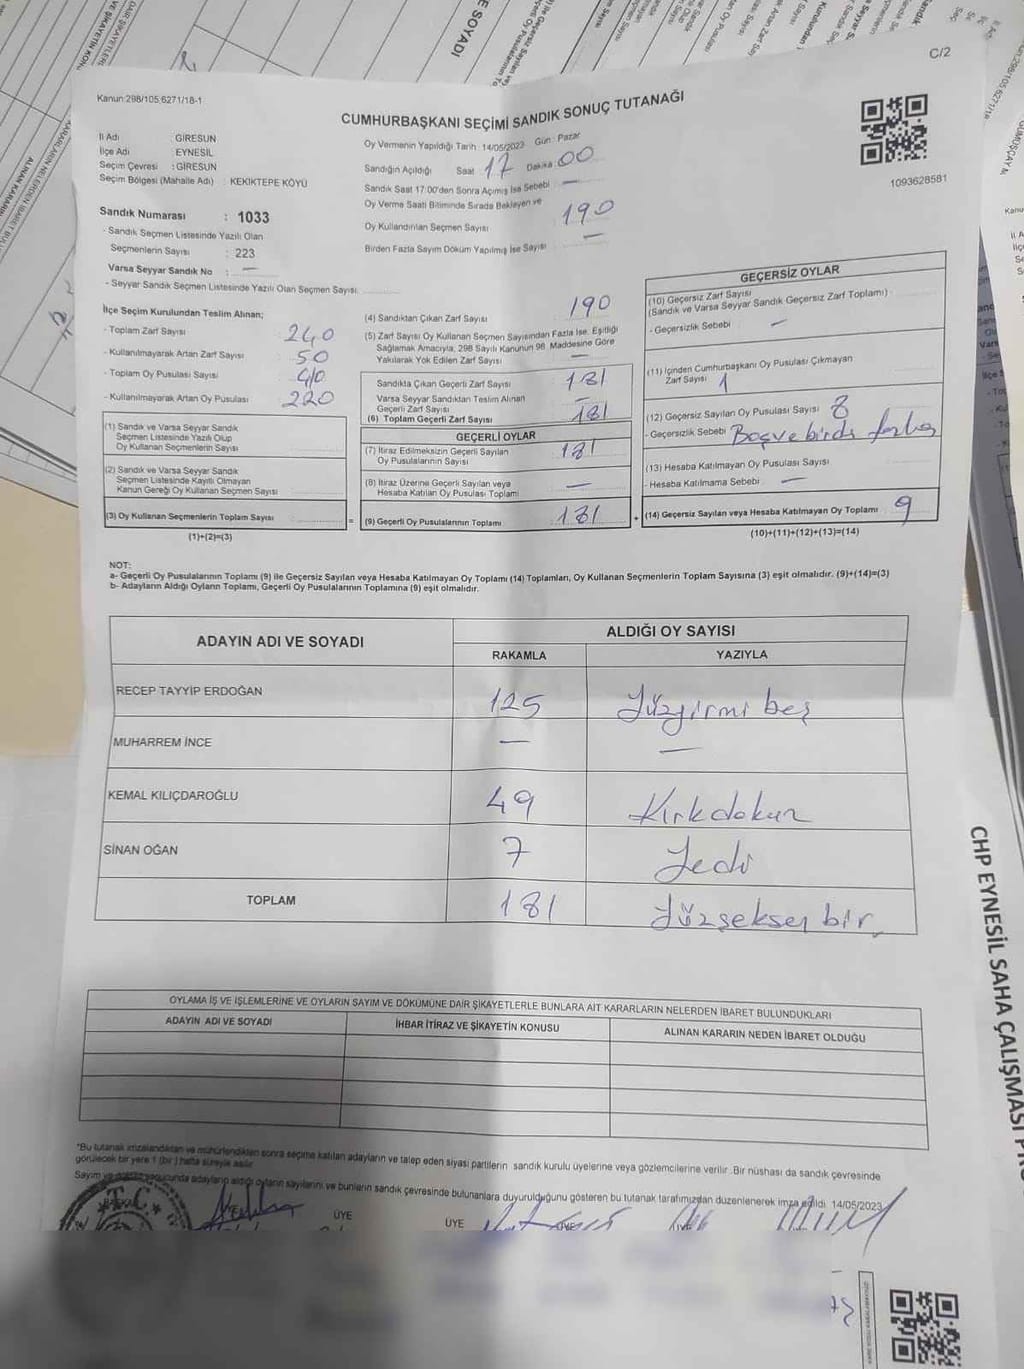 C/2
Kanun:298/105,6271/18-1
CUMHURBAŞKANI SEÇİMİ SANDIK SONUÇ TUTANAĞI
İl Adı : GİRESUN
İlçe Adı : EYNESİL
Seçim Çevresi : GİRESUN
Seçim Bölgesi (Mahalle Adı) : KEKİKTEPE KÖYÜ
Oy Vermenin Yapıldığı Tarih : 14/05/2023 Gün : Pazar
Sandığın Açıldığı Saat 17 Dakika 00
Sandık Saat 17.00'den Sonra Açımış İse Sebebi —
Oy Verme Saati Bitiminde Sırada Bekleyen ve
Oy Kullandırılan Seçmen Sayısı 190
Birden Fazla Sayım Döküm Yapılmış İse Sayısı —
1093628581
Sandık Numarası : 1033
- Sandık Seçmen Listesinde Yazılı Olan
Seçmenlerin Sayısı : 223
Varsa Seyyar Sandık No : —
- Seyyar Sandık Seçmen Listesinde Yazılı Olan Seçmen Sayısı
İlçe Seçim Kurulundan Teslim Alınan;
- Toplam Zarf Sayısı 240
- Kullanılmayarak Artan Zarf Sayısı 50
- Toplam Oy Pusulası Sayısı 410
- Kullanılmayarak Artan Oy Pusulası 220
(1) Sandık ve Varsa Seyyar Sandık
Seçmen Listesinde Yazılı Olup
Oy Kullanan Seçmenlerin Sayısı
(2) Sandık ve Varsa Seyyar Sandık
Seçmen Listesinde Kayıtlı Olmayan
Kanun Gereği Oy Kullanan Seçmen Sayısı
(3) Oy Kullanan Seçmenlerin Toplam Sayısı
(1)+(2)=(3)
(4) Sandıktan Çıkan Zarf Sayısı 190
(5) Zarf Sayısı Oy Kullanan Seçmen Sayısından Fazla İse, Eşitliği
Sağlamak Amacıyla, 298 Sayılı Kanunun 98. Maddesine Göre
Yakılarak Yok Edilen Zarf Sayısı —
Sandıkta Çıkan Geçerli Zarf Sayısı 181
Varsa Seyyar Sandıktan Teslim Alınan
Geçerli Zarf Sayısı —
(6) Toplam Geçerli Zarf Sayısı 181
GEÇERLİ OYLAR
(7) İtiraz Edilmeksizin Geçerli Sayılan
Oy Pusulalarının Sayısı 181
(8) İtiraz Üzerine Geçerli Sayılan veya
Hesaba Katılan Oy Pusulası Toplamı —
= (9) Geçerli Oy Pusulalarının Toplamı 181 +
GEÇERSİZ OYLAR
(10) Geçersiz Zarf Sayısı
(Sandık ve Varsa Seyyar Sandık Geçersiz Zarf Toplamı)
- Geçersizlik Sebebi —
(11) İçinden Cumhurbaşkanı Oy Pusulası Çıkmayan
Zarf Sayısı 1
(12) Geçersiz Sayılan Oy Pusulası Sayısı 8
- Geçersizlik Sebebi Boş ve birden fazla
(13) Hesaba Katılmayan Oy Pusulası Sayısı
- Hesaba Katılmama Sebebi —
(14) Geçersiz Sayılan veya Hesaba Katılmayan Oy Toplamı 9
(10)+(11)+(12)+(13)=(14)
NOT:
a- Geçerli Oy Pusulalarının Toplamı (9) ile Geçersiz Sayılan veya Hesaba Katılmayan Oy Toplamı (14) Toplamları, Oy Kullanan Seçmenlerin Toplam Sayısına (3) eşit olmalıdır. (9)+(14)=(3)
b- Adayların Aldığı Oyların Toplamı, Geçerli Oy Pusulalarının Toplamına (9) eşit olmalıdır.
ADAYIN ADI VE SOYADI ALDIĞI OY SAYISI
RAKAMLA YAZIYLA
RECEP TAYYİP ERDOĞAN 125 Yüzyirmi beş
MUHARREM İNCE — —
KEMAL KILIÇDAROĞLU 49 Kırkdokuz
SİNAN OĞAN 7 Yedi
TOPLAM 181 Yüzseksen bir
OYLAMA İŞ VE İŞLEMLERİNE VE OYLARIN SAYIM VE DÖKÜMÜNE DAİR ŞİKAYETLERLE BUNLARA AİT KARARLARIN NELERDEN İBARET BULUNDUKLARI
ADAYIN ADI VE SOYADI İHBAR İTİRAZ VE ŞİKAYETİN KONUSU ALINAN KARARIN NEDEN İBARET OLDUĞU
*Bu tutanak imzalandıktan ve mühürlendikten sonra seçime katılan adayların ve talep eden siyasi partilerin sandık kurulu üyelerine veya gözlemcilerine verilir .Bir nüshası da sandık çevresinde
görülecek bir yere 1 (bir ) hafta süreyle asılır.
Sayım ve döküm sonucunda adayların aldığı oyların sayılarını ve bunların sandık çevresinde bulunanlara duyurulduğunu gösteren bu tutanak tarafımızdan düzenlenerek imza edildi. 14/05/2023
T.C.
ÜYE ÜYE ÜYE
CHP EYNESİL SAHA ÇALIŞMASI